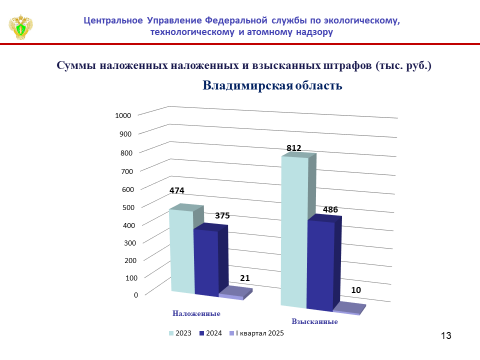 Центральное Управление Федеральной службы по экологическому,
технологическому и атомному надзору
Суммы наложенных наложенных и взысканных штрафов (тыс. руб.)
Владимирская область
1000
900
800
700
600
500
400
300
200
100
0
474
375
21
812
486
10
Наложенные
Взысканные
2023 2024 I квартал 2025
13